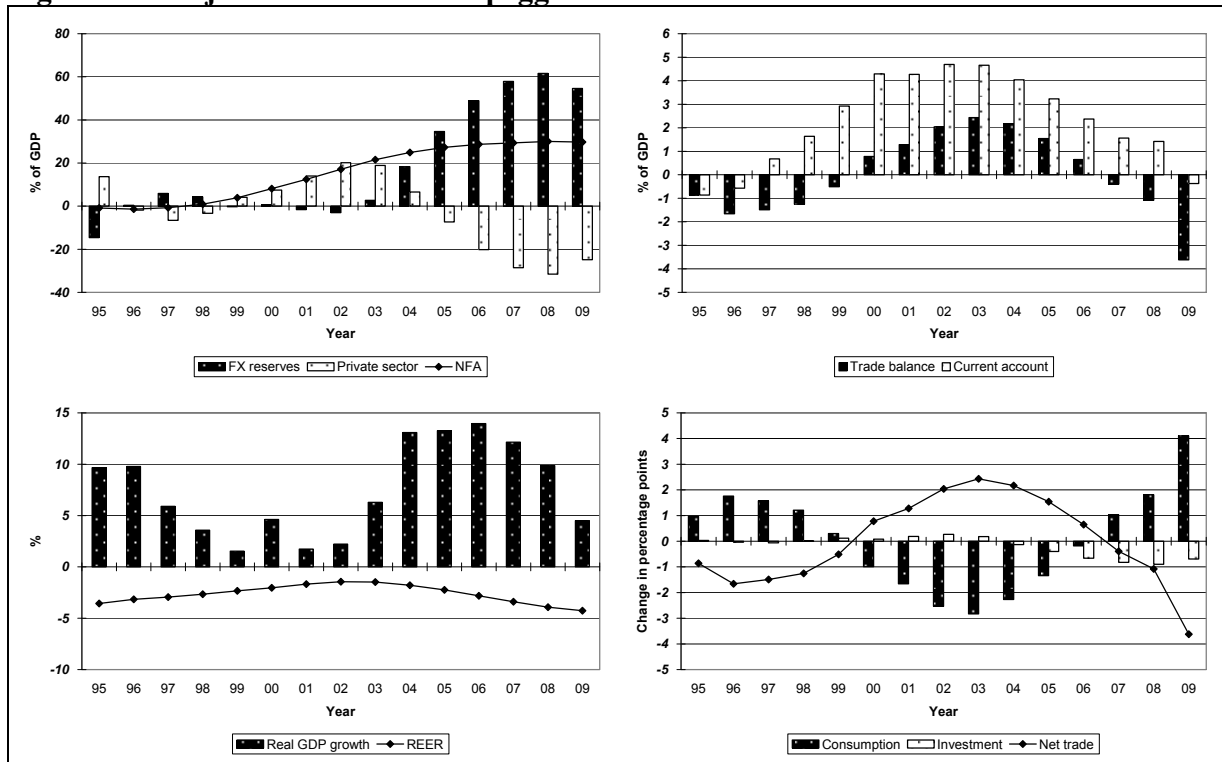 80
60
40
20
0
-20
-40
% of GDP
95 96 97 98 99 00 01 02 03 04 05 06 07 08 09
Year
FX reserves Private sector NFA
6
5
4
3
2
1
0
-1
-2
-3
-4
-5
% of GDP
95 96 97 98 99 00 01 02 03 04 05 06 07 08 09
Year
Trade balance Current account
15
10
5
0
-5
-10
%
95 96 97 98 99 00 01 02 03 04 05 06 07 08 09
Year
Real GDP growth REER
5
4
3
2
1
0
-1
-2
-3
-4
-5
Change in percentage points
95 96 97 98 99 00 01 02 03 04 05 06 07 08 09
Year
Consumption Investment Net trade